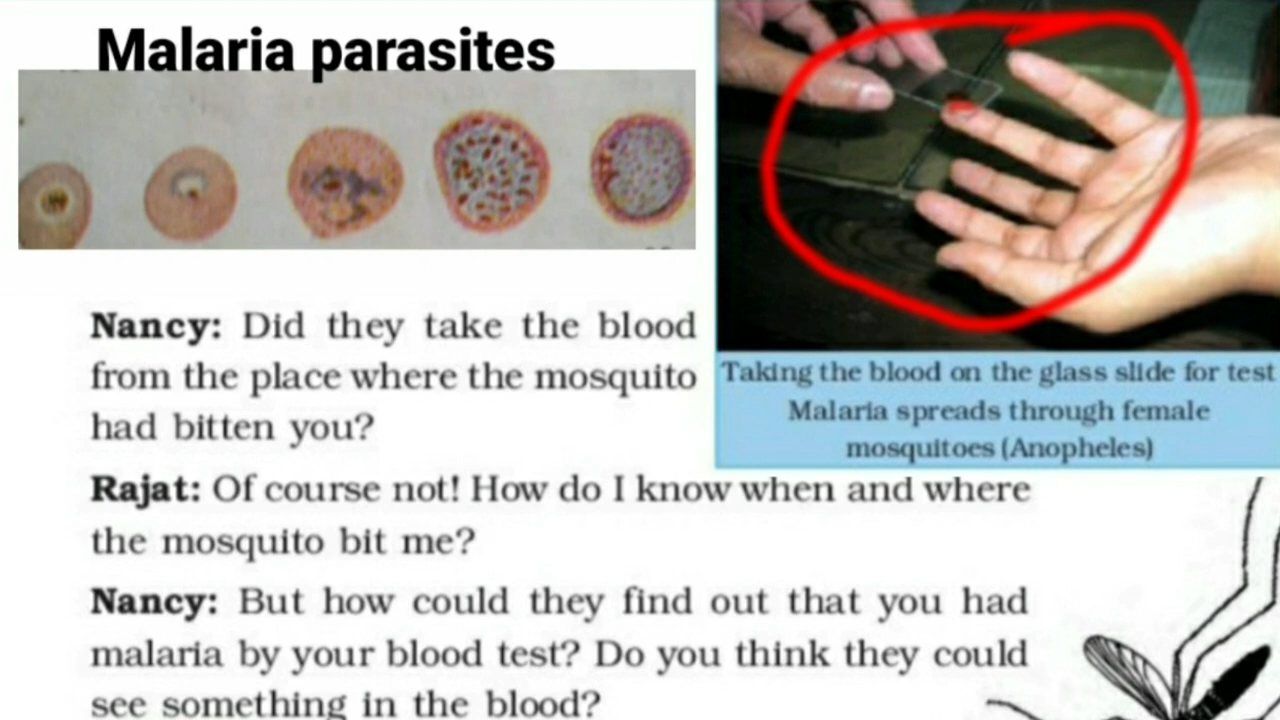 Malaria parasites
Nancy: Did they take the blood
from the place where the mosquito
had bitten you?
Taking the blood on the glass slide for test
Malaria spreads through female
mosquitoes (Anopheles)
Rajat: Of course not! How do I know when and where
the mosquito bit me?
Nancy: But how could they find out that you had
malaria by your blood test? Do you think they could
see something in the blood?